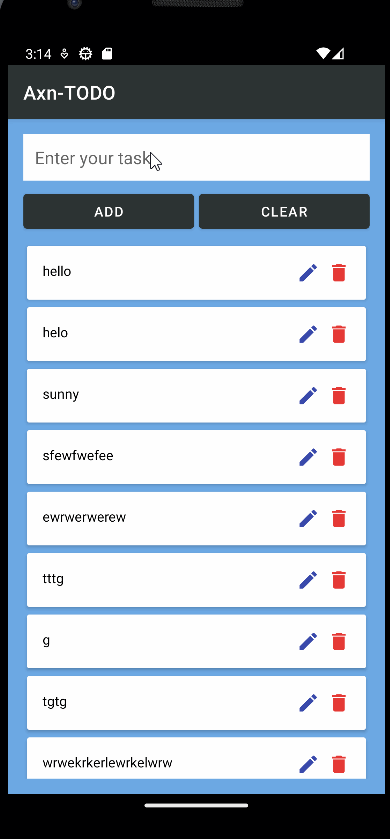 3:14
Axn-TODO
Enter your task
ADD CLEAR
hello
helo
sunny
sfewfwefee
ewrwerwerew
tttg
g
tgtg
wrwekrkerlewrkelwrw